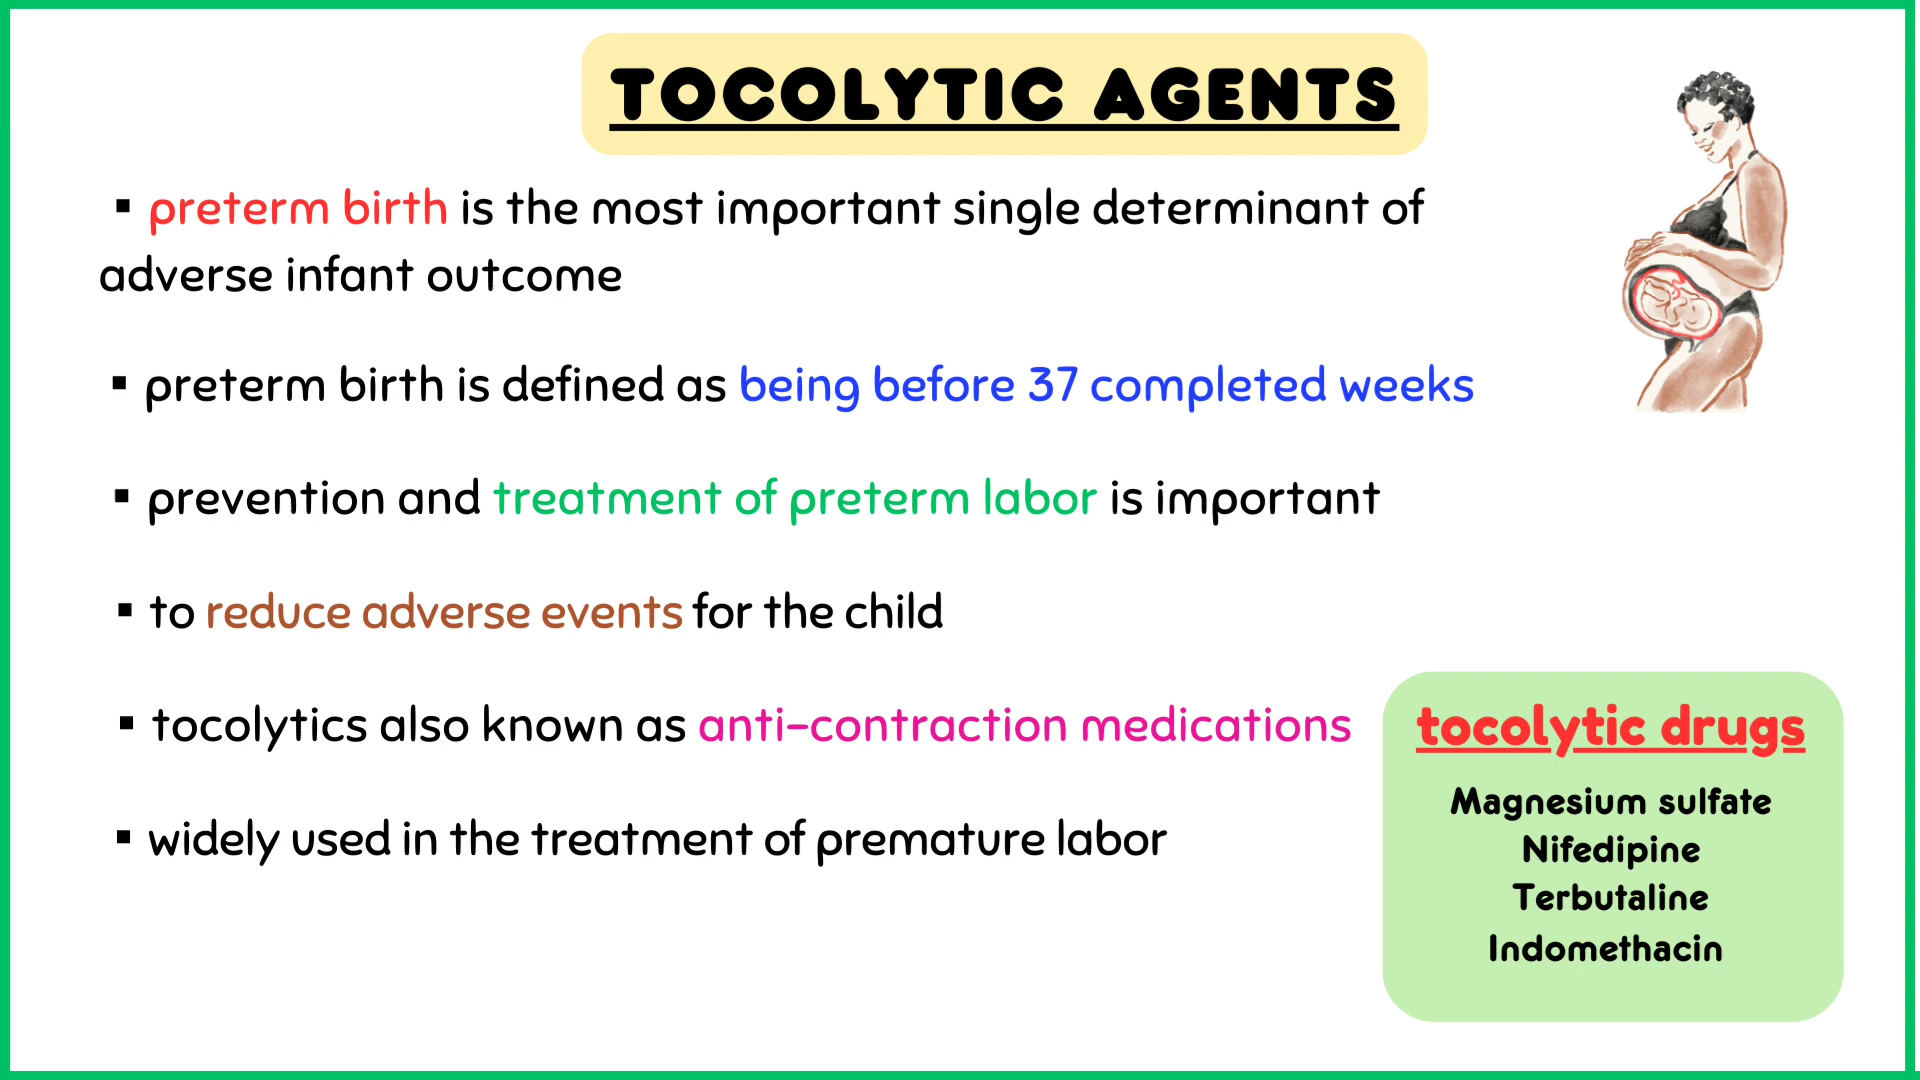 TOCOLYTIC AGENTS
▪ preterm birth is the most important single determinant of
adverse infant outcome
▪ preterm birth is defined as being before 37 completed weeks
▪ prevention and treatment of preterm labor is important
▪ to reduce adverse events for the child
▪ tocolytics also known as anti-contraction medications
▪ widely used in the treatment of premature labor
tocolytic drugs
Magnesium sulfate
Nifedipine
Terbutaline
Indomethacin